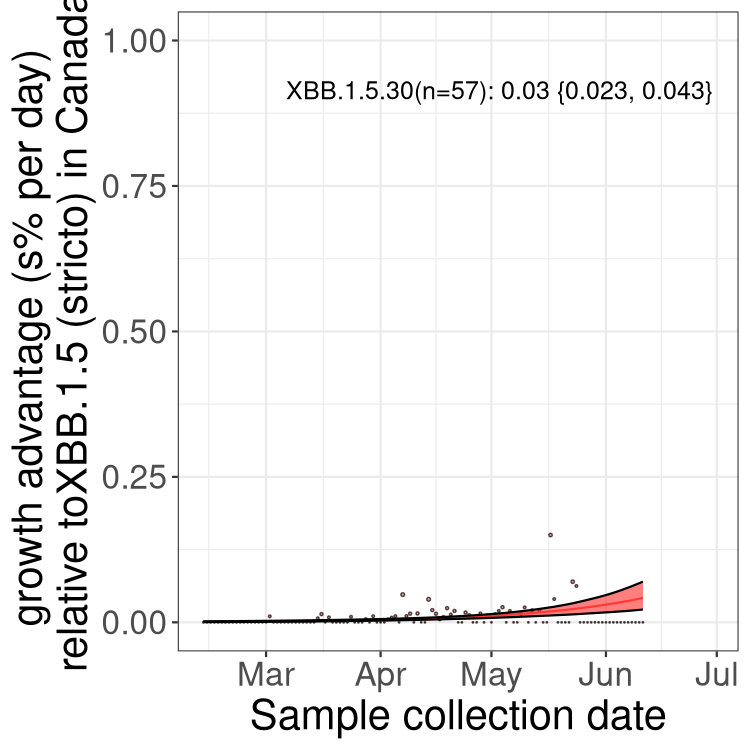 growth advantage (s% per day)
relative toXBB.1.5 (stricto) in Canada
1.00
0.75
0.50
0.25
0.00
XBB.1.5.30(n=57): 0.03 {0.023, 0.043}
Mar Apr May Jun Jul
Sample collection date